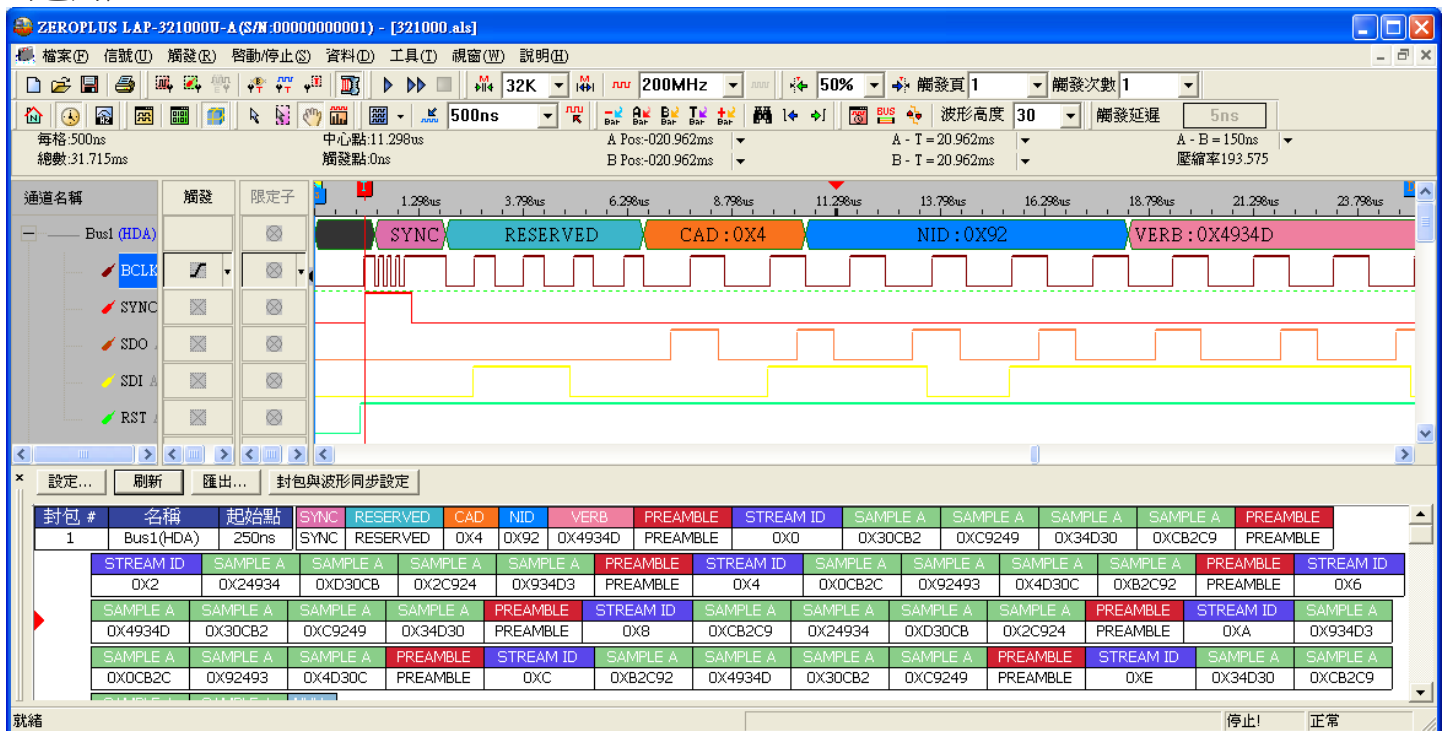 ZEROPLUS LAP-321000U-A(S/N:00000000001) - [321000.als]
檔案(F) 信號(U) 觸發(R) 啓動/停止(S) 資料(D) 工具(T) 視窗(W) 說明(H)
32K 200MHz 50% 觸發頁 1 觸發次數 1
500ns Bar Bar Bar Bar Bar BUS 波形高度 30 觸發延遲 5ns
每格:500ns 中心點:11.298us A Pos:-020.962ms A - T = 20.962ms A - B = 150ns
總數:31.715ms 觸發點:0ns B Pos:-020.962ms B - T = 20.962ms 壓縮率193.575
通道名稱 觸發 限定子 1.298us 3.798us 6.298us 8.798us 11.298us 13.798us 16.298us 18.798us 21.298us 23.798us
Bus1 (HDA) SYNC RESERVED CAD:0X4 NID:0X92 VERB:0X4934D
BCLK
SYNC
SDO
SDI
RST
設定... 刷新 匯出... 封包與波形同步設定
封包 # 名稱 起始點 SYNC RESERVED CAD NID VERB PREAMBLE STREAM ID SAMPLE A SAMPLE A SAMPLE A SAMPLE A PREAMBLE
1 Bus1(HDA) 250ns SYNC RESERVED 0X4 0X92 0X4934D PREAMBLE 0X0 0X30CB2 0XC9249 0X34D30 0XCB2C9 PREAMBLE
STREAM ID SAMPLE A SAMPLE A SAMPLE A SAMPLE A PREAMBLE STREAM ID SAMPLE A SAMPLE A SAMPLE A SAMPLE A PREAMBLE STREAM ID
0X2 0X24934 0XD30CB 0X2C924 0X934D3 PREAMBLE 0X4 0X0CB2C 0X92493 0X4D30C 0XB2C92 PREAMBLE 0X6
SAMPLE A SAMPLE A SAMPLE A SAMPLE A PREAMBLE STREAM ID SAMPLE A SAMPLE A SAMPLE A SAMPLE A PREAMBLE STREAM ID SAMPLE A
0X4934D 0X30CB2 0XC9249 0X34D30 PREAMBLE 0X8 0XCB2C9 0X24934 0XD30CB 0X2C924 PREAMBLE 0XA 0X934D3
SAMPLE A SAMPLE A SAMPLE A PREAMBLE STREAM ID SAMPLE A SAMPLE A SAMPLE A SAMPLE A PREAMBLE STREAM ID SAMPLE A SAMPLE A
0X0CB2C 0X92493 0X4D30C PREAMBLE 0XC 0XB2C92 0X4934D 0X30CB2 0XC9249 PREAMBLE 0XE 0X34D30 0XCB2C9
就緒 停止! 正常